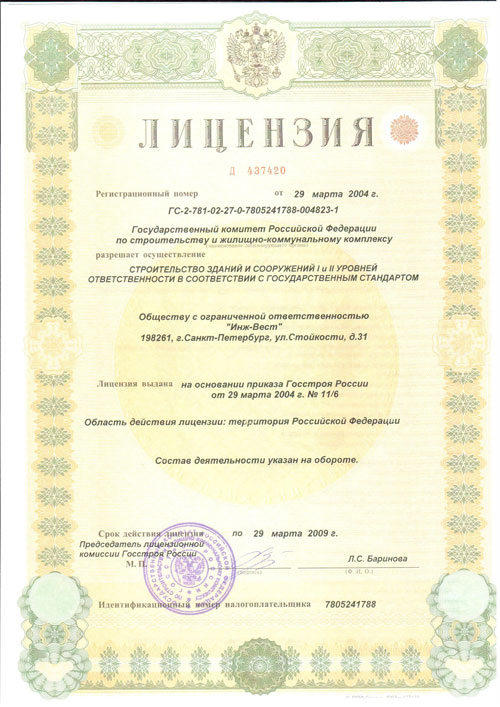 ЛИЦЕНЗИЯ
Д 437420
Регистрационный номер от 29 марта 2004 г.
ГС-2-781-02-27-0-7805241788-004823-1
Государственный комитет Российской Федерации
по строительству и жилищно-коммунальному комплексу
разрешает осуществление
СТРОИТЕЛЬСТВО ЗДАНИЙ И СООРУЖЕНИЙ I и II УРОВНЕЙ
ОТВЕТСТВЕННОСТИ В СООТВЕТСТВИИ С ГОСУДАРСТВЕННЫМ СТАНДАРТОМ
Обществу с ограниченной ответственностью
"Инж-Вест"
198261, г.Санкт-Петербург, ул.Стойкости, д.31
Лицензия выдана на основании приказа Госстроя России
от 29 марта 2004 г. № 11/6
Область действия лицензии: территория Российской Федерации
Состав деятельности указан на обороте.
Срок действия лицензии по 29 марта 2009 г.
Председатель лицензионной
комиссии Госстроя России
М. П. Л.С. Баринова
(Ф. И. О.)
Идентификационный номер налогоплательщика 7805241788